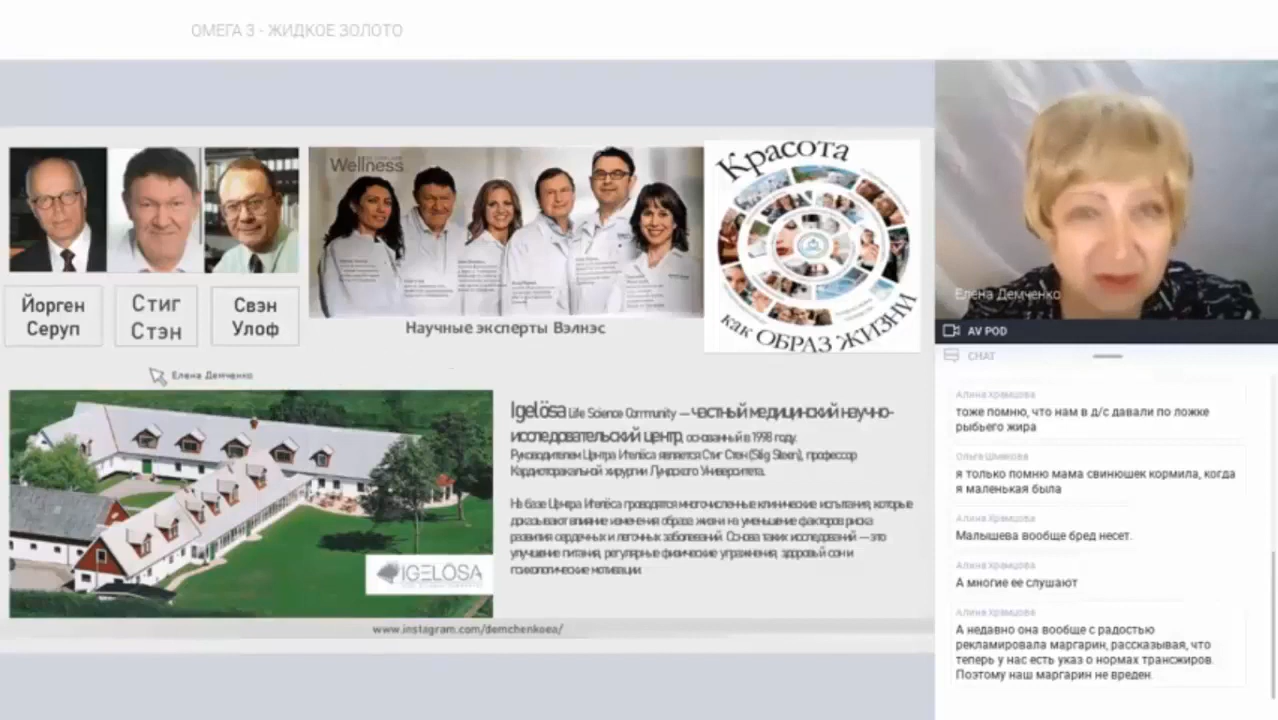 ОМЕГА 3 - ЖИДКОЕ ЗОЛОТО
Йорген
Серуп
Стиг
Стэн
Свэн
Улоф
Wellness
Научные эксперты Вэлнэс
Красота
как ОБРАЗ ЖИЗНИ
Елена Демченко
IGELÖSA
Igelösa Life Science Community — частный медицинский научно-
исследовательский центр, основанный в 1998 году.
Руководителем Центра Игелёса является Стиг Стен (Stig Steen), профессор
Кардиоторакальной хирургии Лундского Университета.
На базе Центра Игелёса проводятся многочисленные клинические испытания, которые
доказывают влияние изменения образа жизни на уменьшение факторов риска
развития сердечных и легочных заболеваний. Основа таких исследований — это
улучшение питания, регулярные физические упражнения, здоровый сон и
психологические мотивации.
www.instagram.com/demchenkoea/
Елена Демченко
AV POD
CHAT
Алина Храмцова
тоже помню, что нам в д/с давали по ложке
рыбьего жира
Ольга Шмакова
я только помню мама свинюшек кормила, когда
я маленькая была
Алина Храмцова
Малышева вообще бред несет.
Алина Храмцова
А многие ее слушают
Алина Храмцова
А недавно она вообще с радостью
рекламировала маргарин, рассказывая, что
теперь у нас есть указ о нормах трансжиров.
Поэтому наш маргарин не вреден.